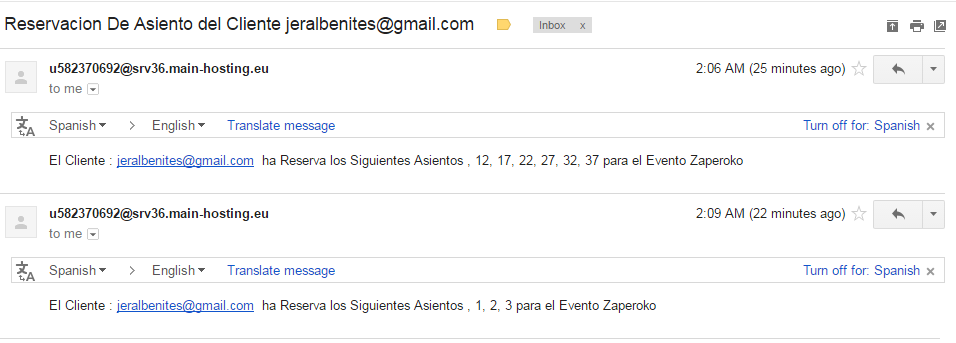 Reservacion De Asiento del Cliente jeralbenites@gmail.com Inbox x
u582370692@srv36.main-hosting.eu 2:06 AM (25 minutes ago)
to me
Spanish > English Translate message Turn off for: Spanish x
El Cliente : jeralbenites@gmail.com ha Reserva los Siguientes Asientos , 12, 17, 22, 27, 32, 37 para el Evento Zaperoko
u582370692@srv36.main-hosting.eu 2:09 AM (22 minutes ago)
to me
Spanish > English Translate message Turn off for: Spanish x
El Cliente : jeralbenites@gmail.com ha Reserva los Siguientes Asientos , 1, 2, 3 para el Evento Zaperoko